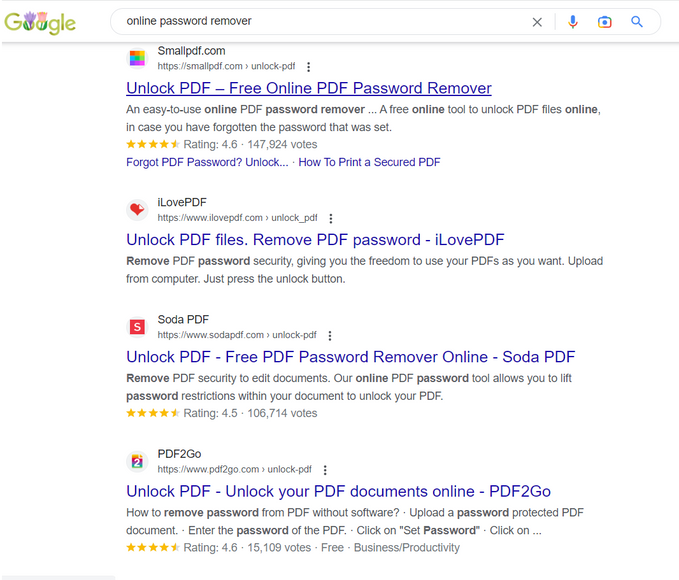 Google
online password remover
Smallpdf.com
https://smallpdf.com › unlock-pdf
Unlock PDF – Free Online PDF Password Remover
An easy-to-use online PDF password remover ... A free online tool to unlock PDF files online,
in case you have forgotten the password that was set.
Rating: 4.6 · 147,924 votes
Forgot PDF Password? Unlock... · How To Print a Secured PDF
iLovePDF
https://www.ilovepdf.com › unlock_pdf
Unlock PDF files. Remove PDF password - iLovePDF
Remove PDF password security, giving you the freedom to use your PDFs as you want. Upload
from computer. Just press the unlock button.
S
Soda PDF
https://www.sodapdf.com › unlock-pdf
Unlock PDF - Free PDF Password Remover Online - Soda PDF
Remove PDF security to edit documents. Our online PDF password tool allows you to lift
password restrictions within your document to unlock your PDF.
Rating: 4.5 · 106,714 votes
2
PDF2Go
https://www.pdf2go.com › unlock-pdf
Unlock PDF - Unlock your PDF documents online - PDF2Go
How to remove password from PDF without software? · Upload a password protected PDF
document. · Enter the password of the PDF. · Click on "Set Password" · Click on ...
Rating: 4.6 · 15,109 votes · Free · Business/Productivity